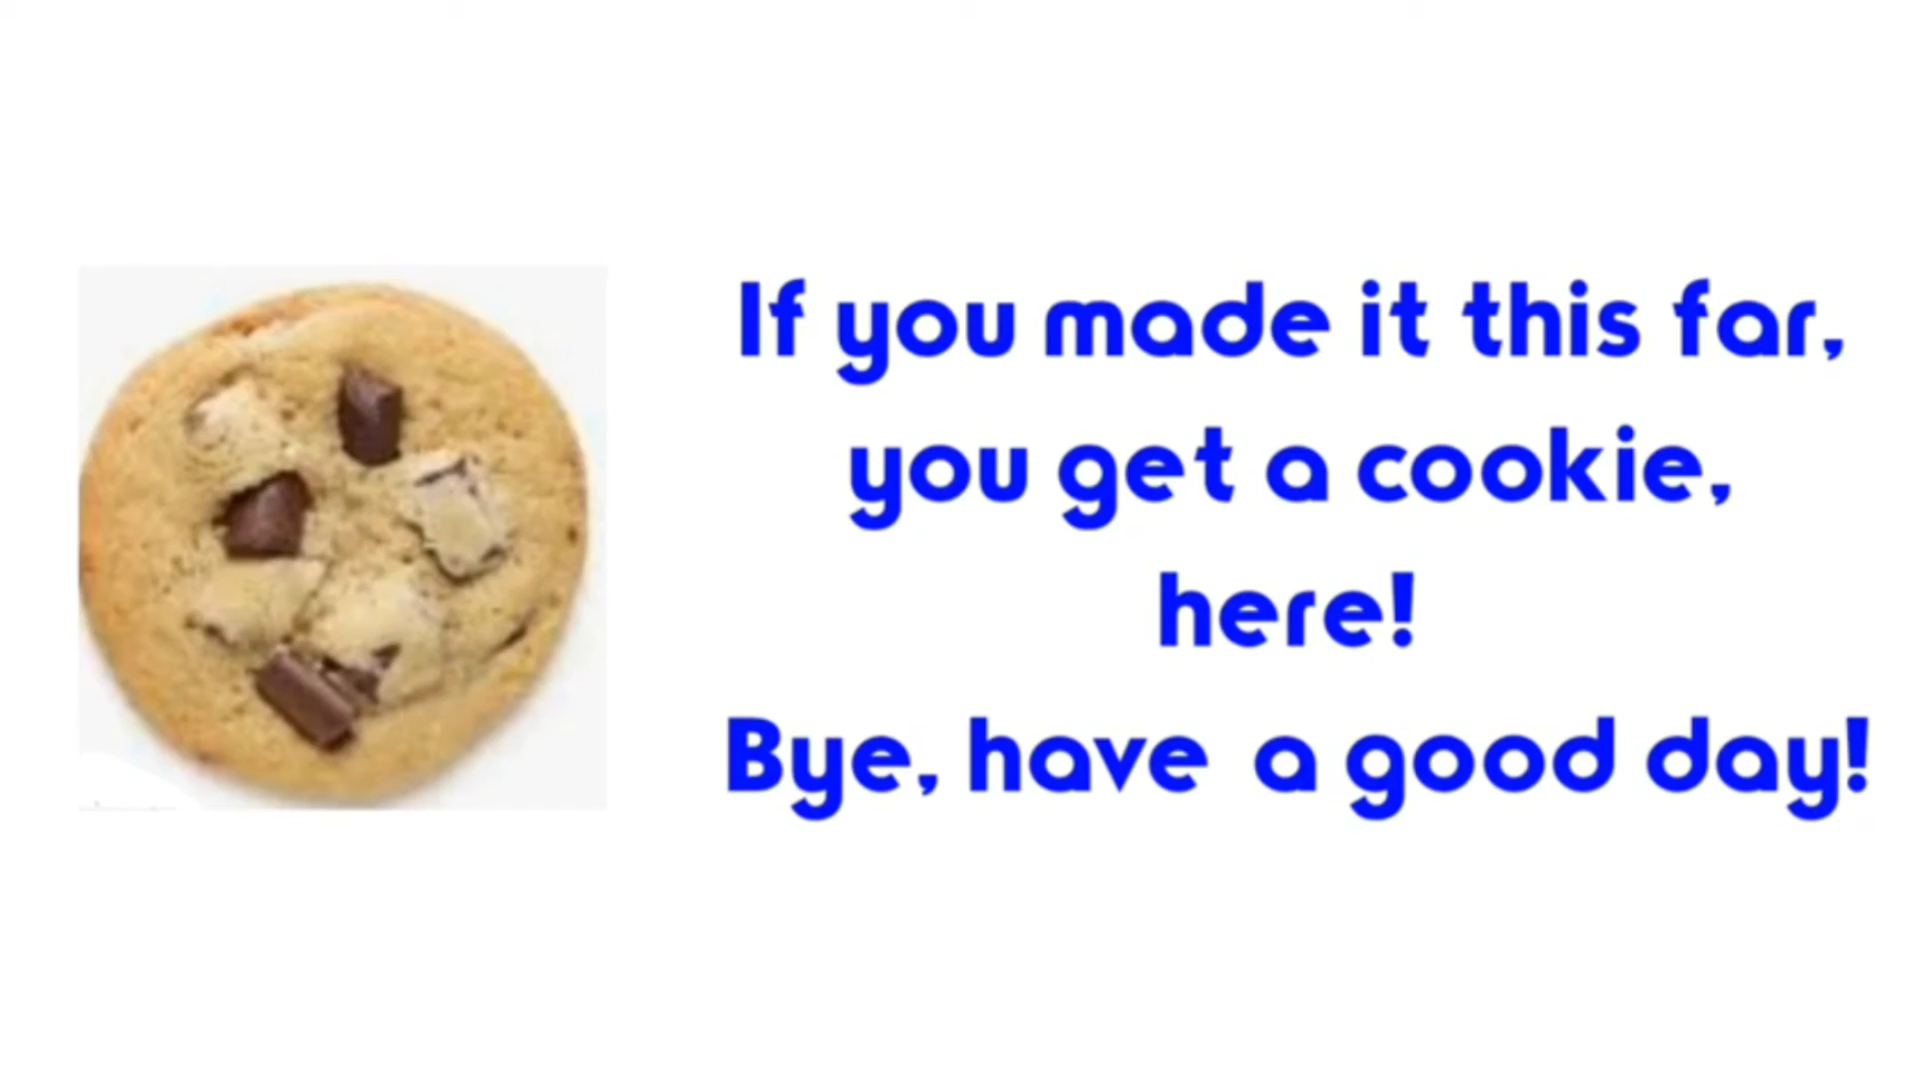 If you made it this far,
you get a cookie,
here!
Bye, have a good day!